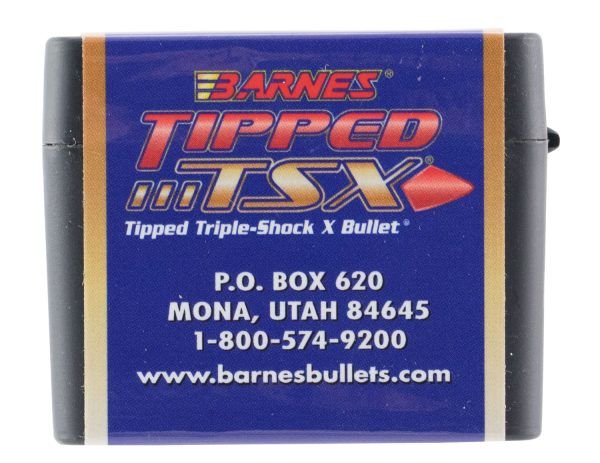 BARNES®
TIPPED
TSX®
Tipped Triple-Shock X Bullet®
P.O. BOX 620
MONA, UTAH 84645
1-800-574-9200
www.barnesbullets.com